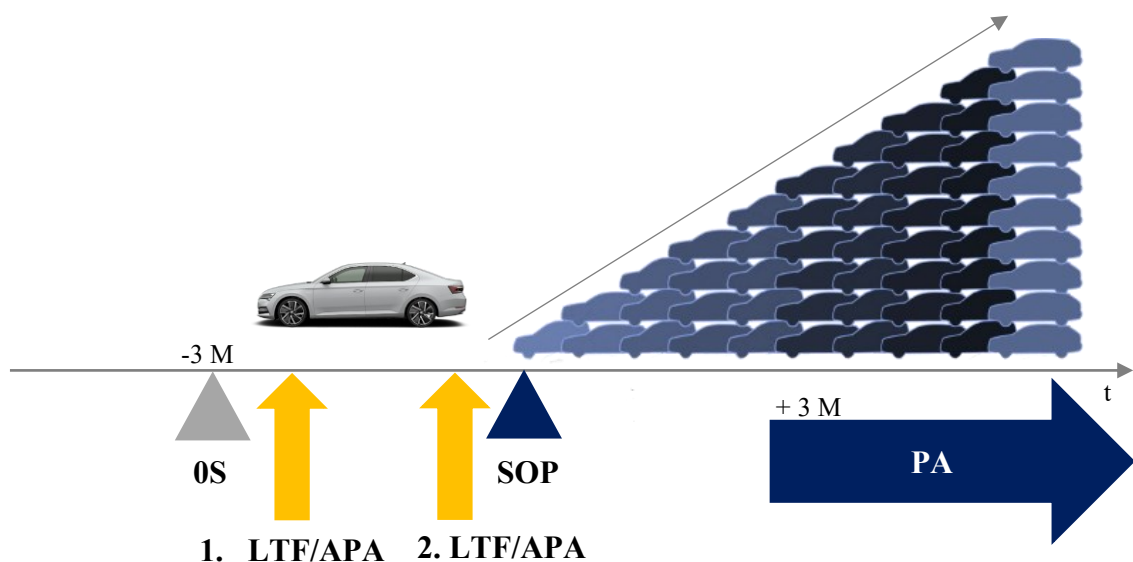 -3 M
t
+ 3 M
0S
SOP
PA
1. LTF/APA
2. LTF/APA